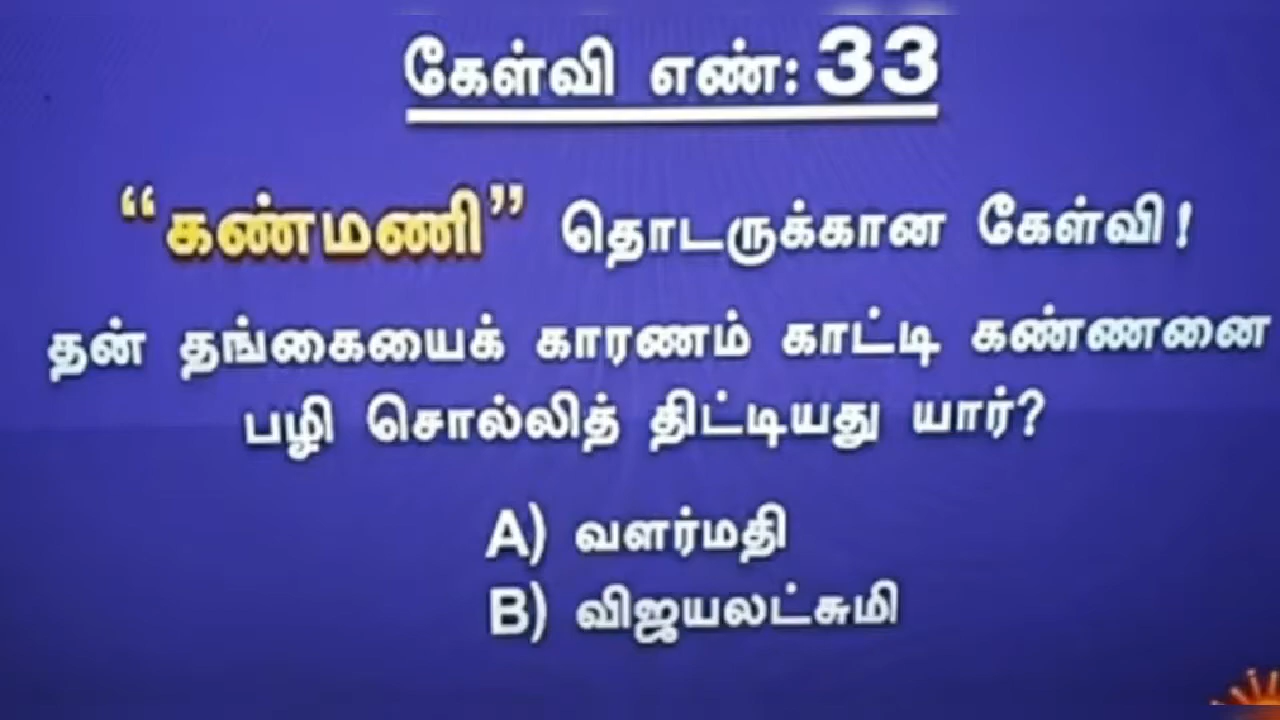 கேள்வி எண்: 33
“கண்மணி” தொடருக்கான கேள்வி!
தன் தங்கையைக் காரணம் காட்டி கண்ணனை
பழி சொல்லித் திட்டியது யார்?
A) வளர்மதி
B) விஜயலட்சுமி